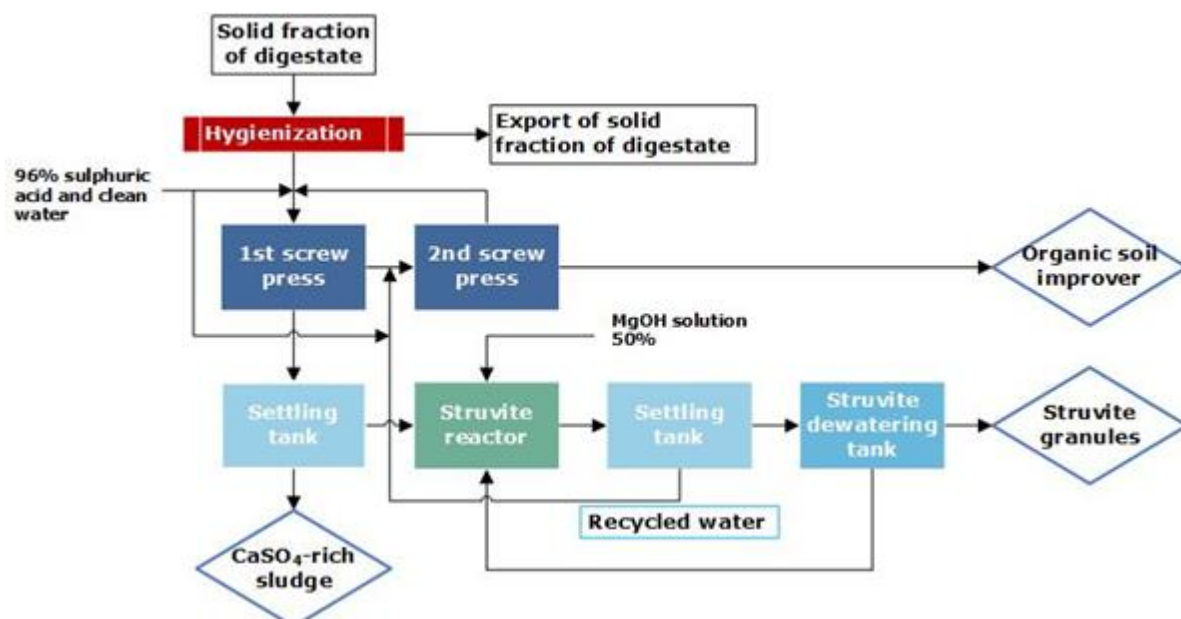 Solid fraction
of digestate
Hygienization
Export of solid
fraction of digestate
96% sulphuric
acid and clean
water
1st screw
press
2nd screw
press
Organic soil
improver
MgOH solution
50%
Settling
tank
Struvite
reactor
Settling
tank
Struvite
dewatering
tank
Struvite
granules
Recycled water
CaSO₄-rich
sludge